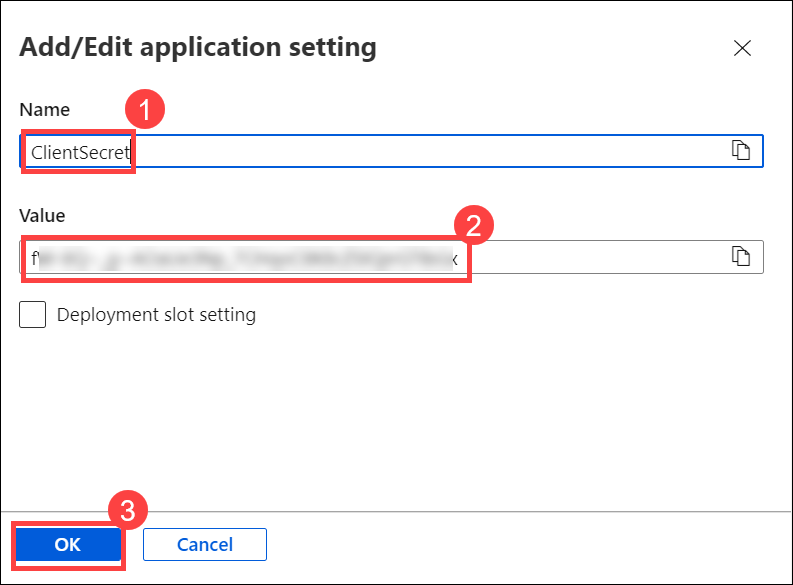 Add/Edit application setting
Name
1
ClientSecret
Value
2
Deployment slot setting
3
OK
Cancel